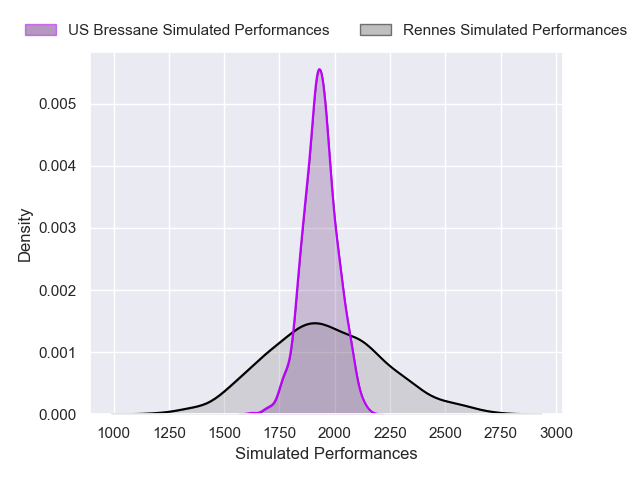 US Bressane Simulated Performances
Rennes Simulated Performances
0.005
0.004
0.003
0.002
0.001
0.000
Density
1000 1250 1500 1750 2000 2250 2500 2750 3000
Simulated Performances